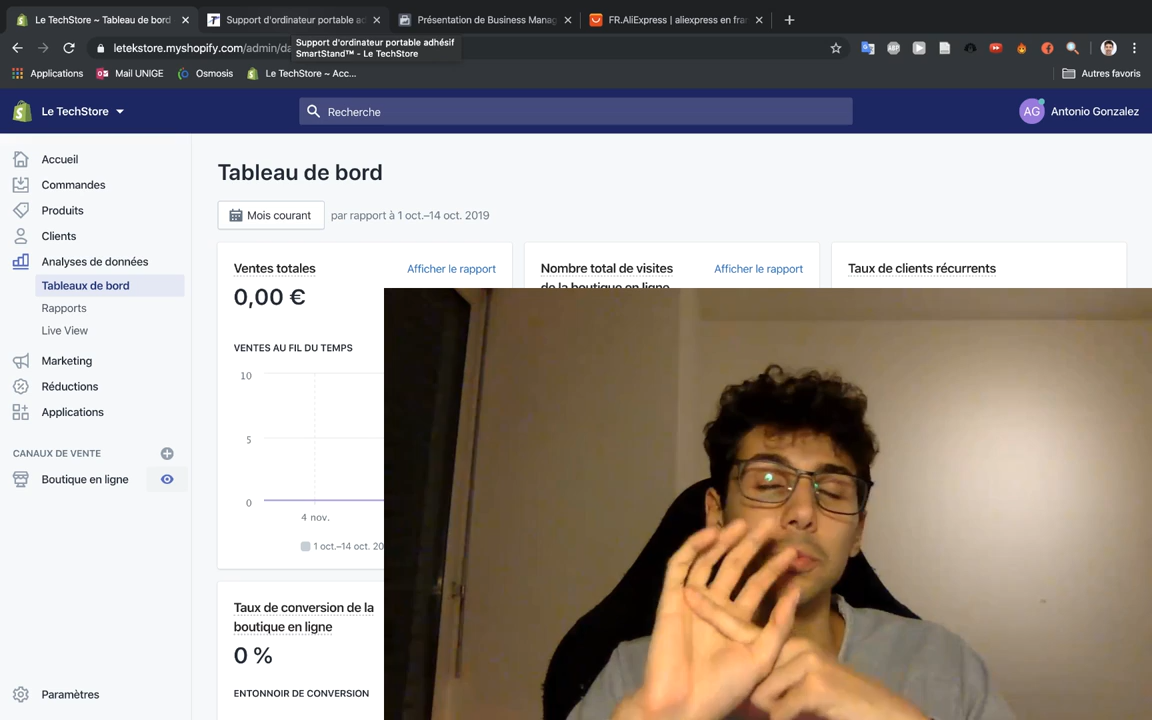 Le TechStore ~ Tableau de bord
Support d'ordinateur portable ad
Présentation de Business Manag
FR.AliExpress | aliexpress en fran
letekstore.myshopify.com/admin/da
Support d'ordinateur portable adhésif
SmartStand™ - Le TechStore
Applications
Mail UNIGE
Osmosis
Le TechStore ~ Acc...
Autres favoris
Le TechStore
Recherche
AG
Antonio Gonzalez
Accueil
Commandes
Produits
Clients
Analyses de données
Tableaux de bord
Rapports
Live View
Marketing
Réductions
Applications
CANAUX DE VENTE
Boutique en ligne
Paramètres
Tableau de bord
Mois courant
par rapport à 1 oct.–14 oct. 2019
Ventes totales
Afficher le rapport
0,00 €
VENTES AU FIL DU TEMPS
10
5
0
4 nov.
1 oct.–14 oct. 20
Nombre total de visites
de la boutique en ligne
Afficher le rapport
Taux de clients récurrents
Taux de conversion de la
boutique en ligne
0 %
ENTONNOIR DE CONVERSION